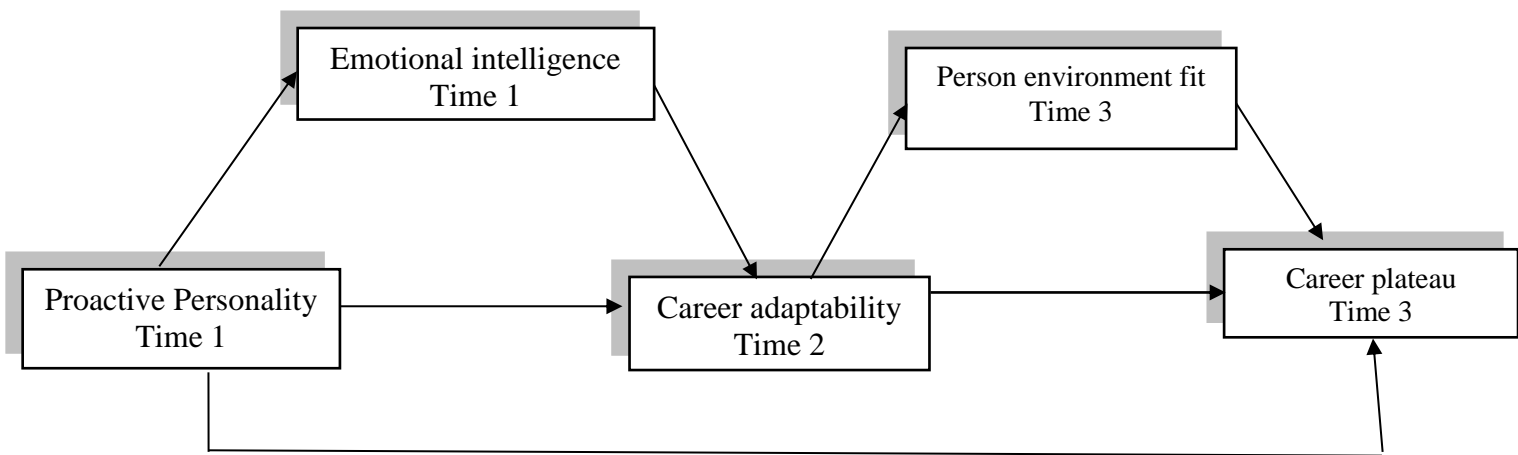 Emotional intelligence
Time 1
Person environment fit
Time 3
Proactive Personality
Time 1
Career adaptability
Time 2
Career plateau
Time 3